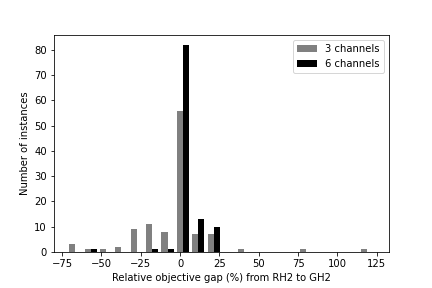 3 channels
6 channels
Number of instances
80
70
60
50
40
30
20
10
0
−75 −50 −25 0 25 50 75 100 125
Relative objective gap (%) from RH2 to GH2